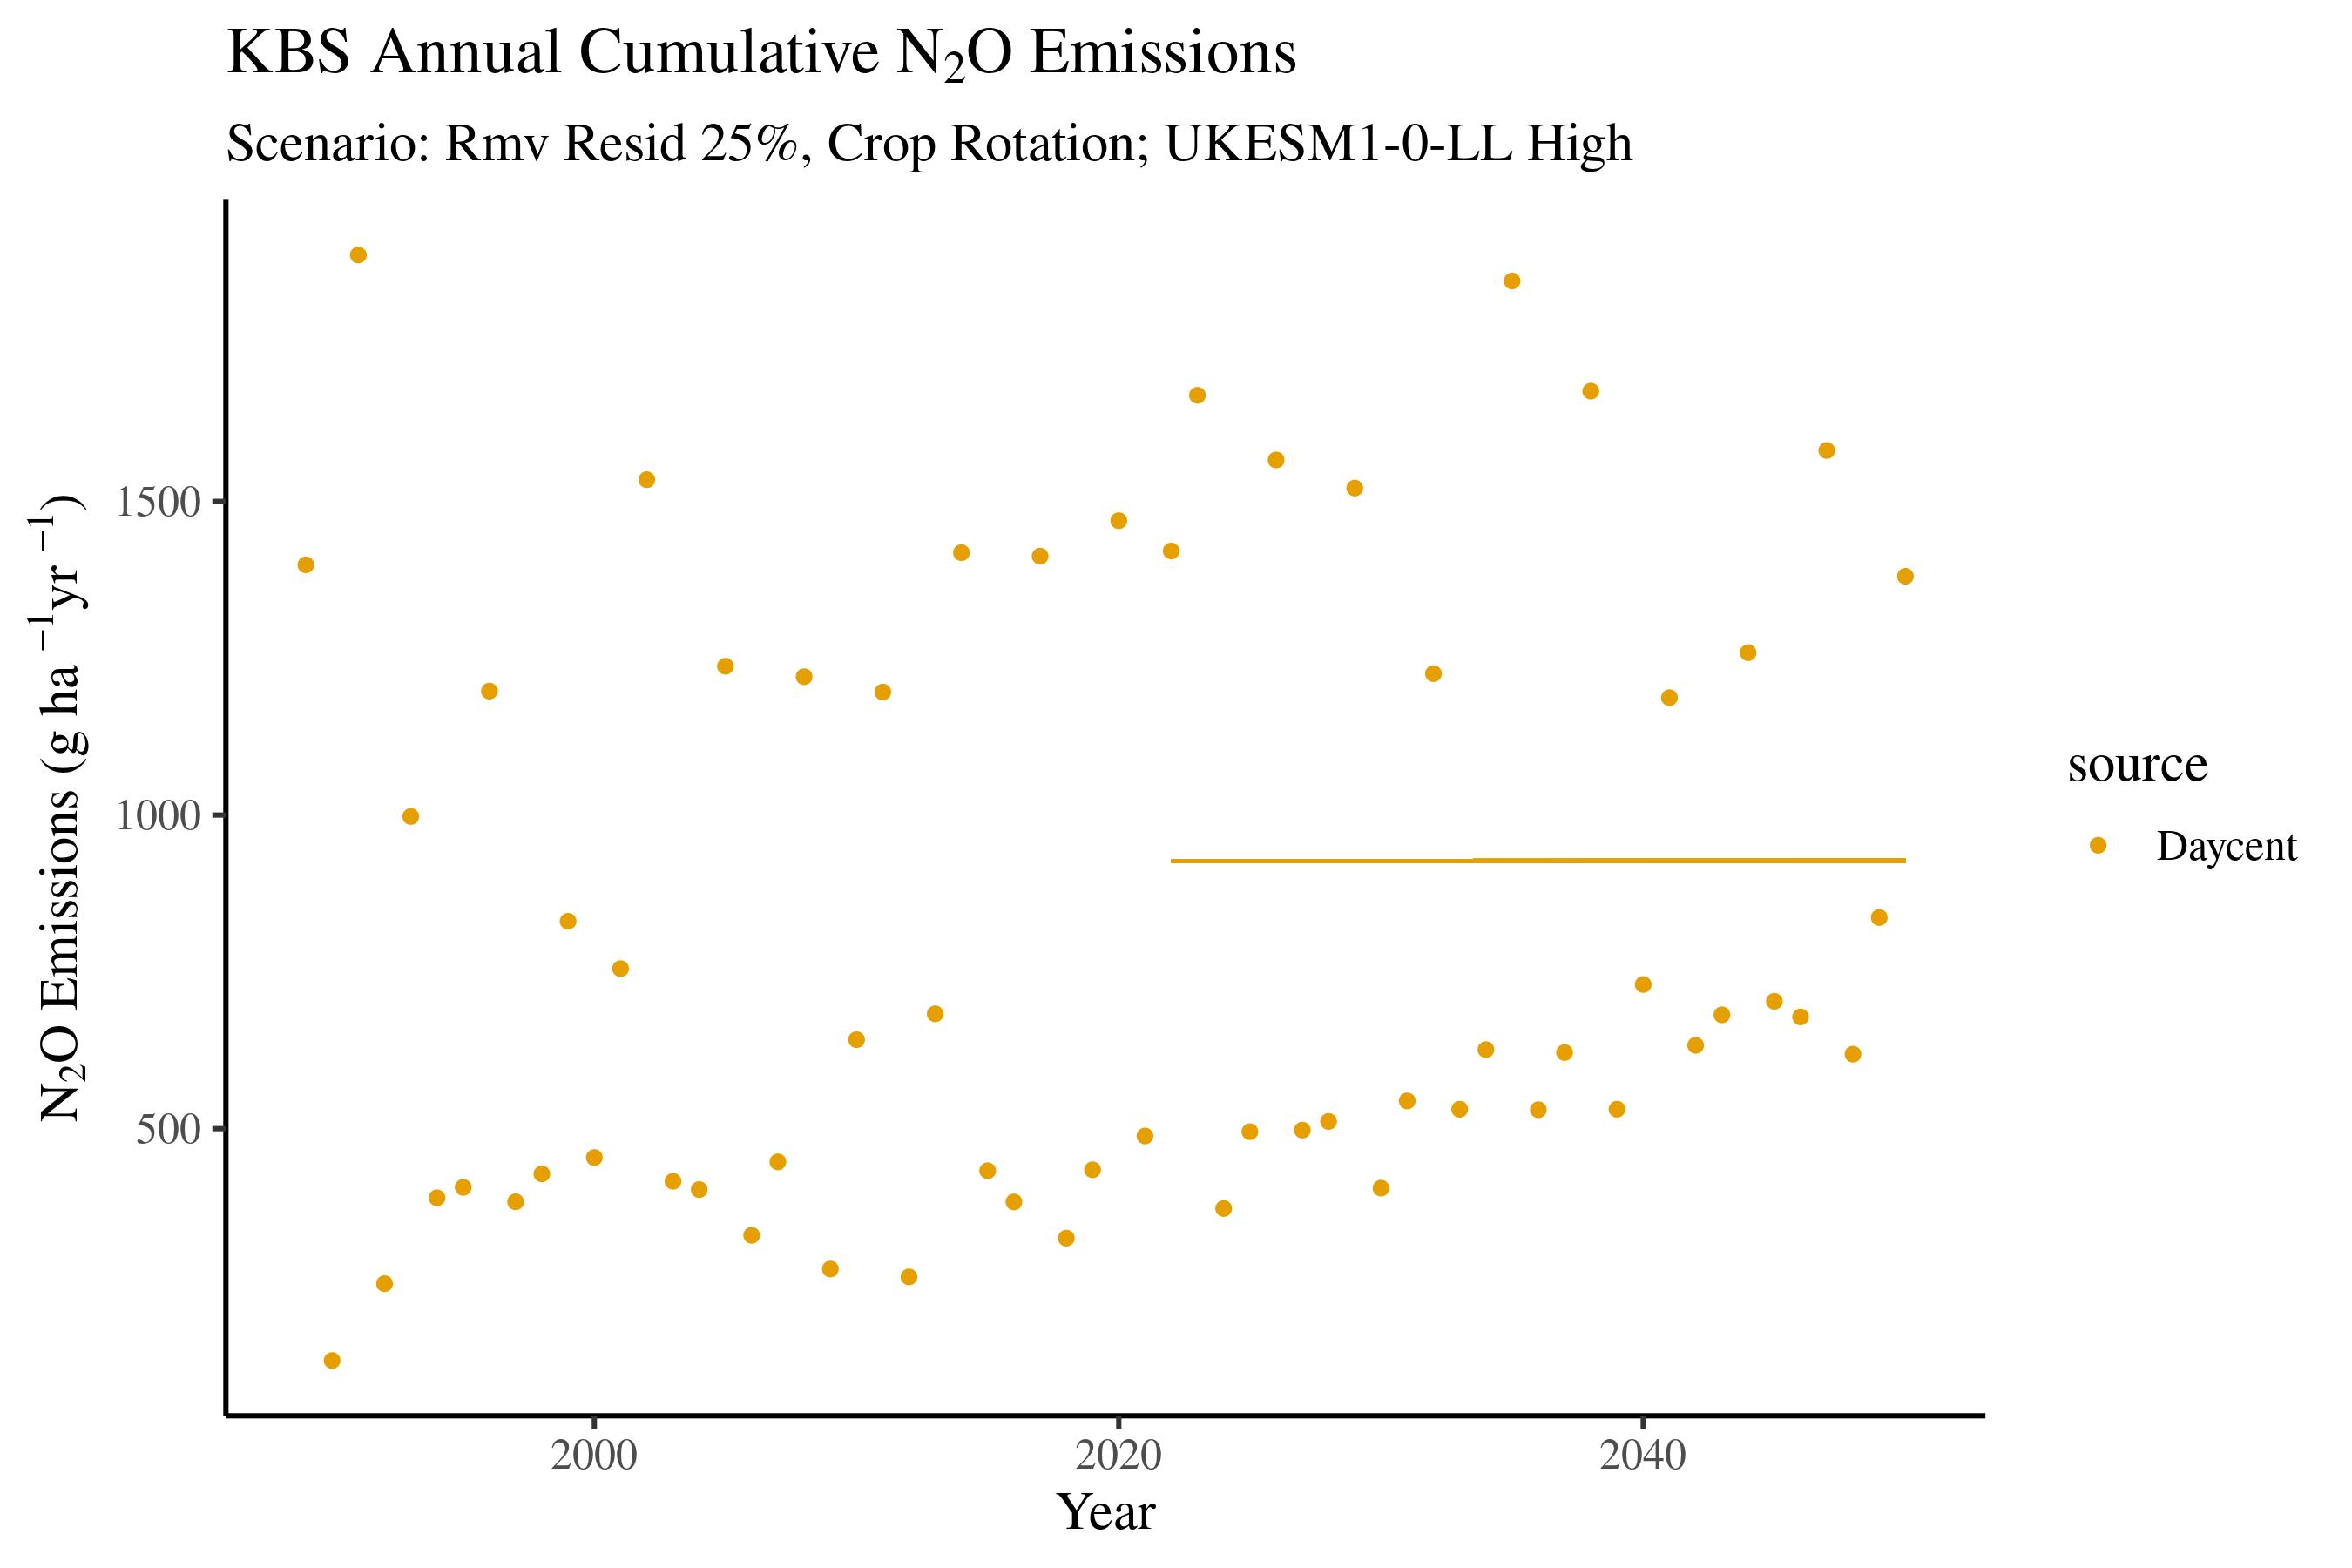 KBS Annual Cumulative N₂O Emissions
Scenario: Rmv Resid 25%, Crop Rotation; UKESM1-0-LL High
N₂O Emissions (g ha⁻¹yr⁻¹)
1500
1000
500
2000 2020 2040
Year
source
Daycent